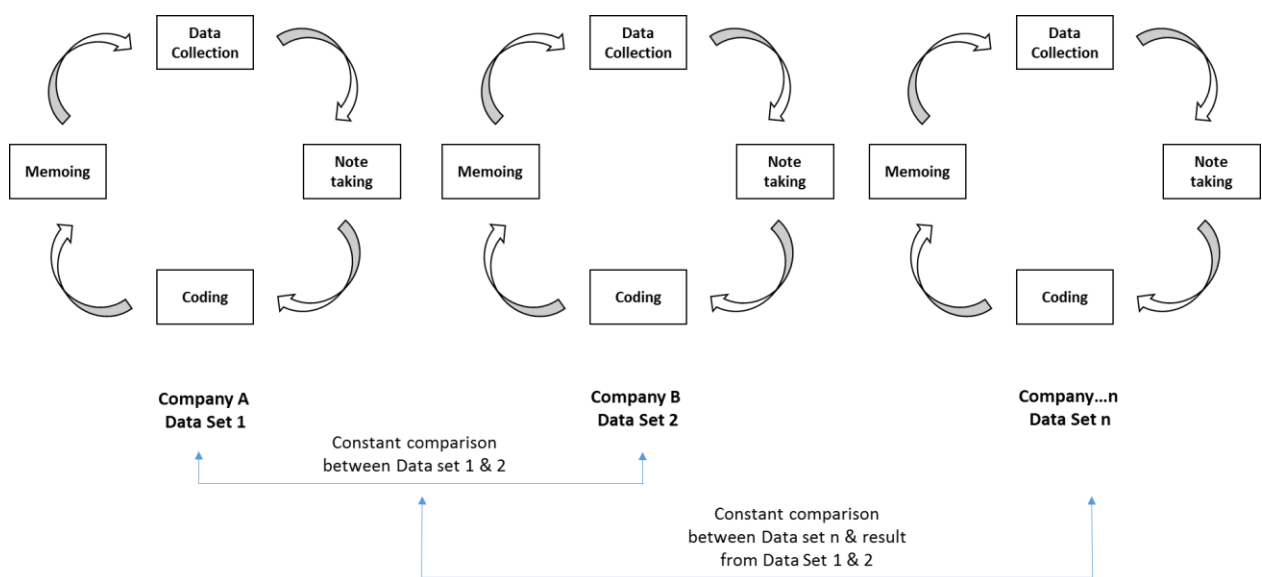 Data
Collection
Note
taking
Coding
Memoing
Company A
Data Set 1
Data
Collection
Note
taking
Coding
Memoing
Company B
Data Set 2
Data
Collection
Note
taking
Coding
Memoing
Company...n
Data Set n
Constant comparison
between Data set 1 & 2
Constant comparison
between Data set n & result
from Data Set 1 & 2